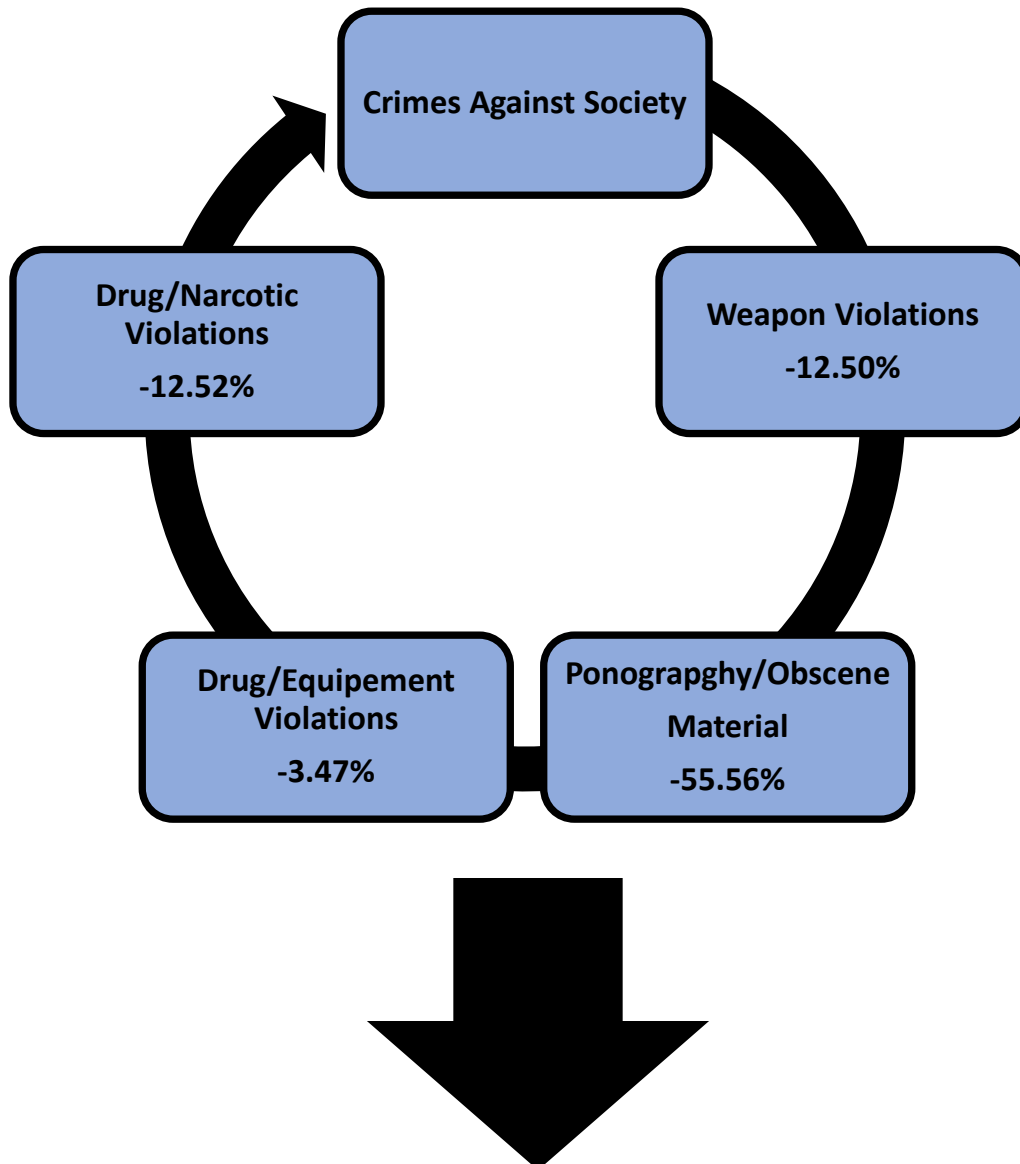 Crimes Against Society
Weapon Violations
-12.50%
Ponograpghy/Obscene
Material
-55.56%
Drug/Equipement
Violations
-3.47%
Drug/Narcotic
Violations
-12.52%